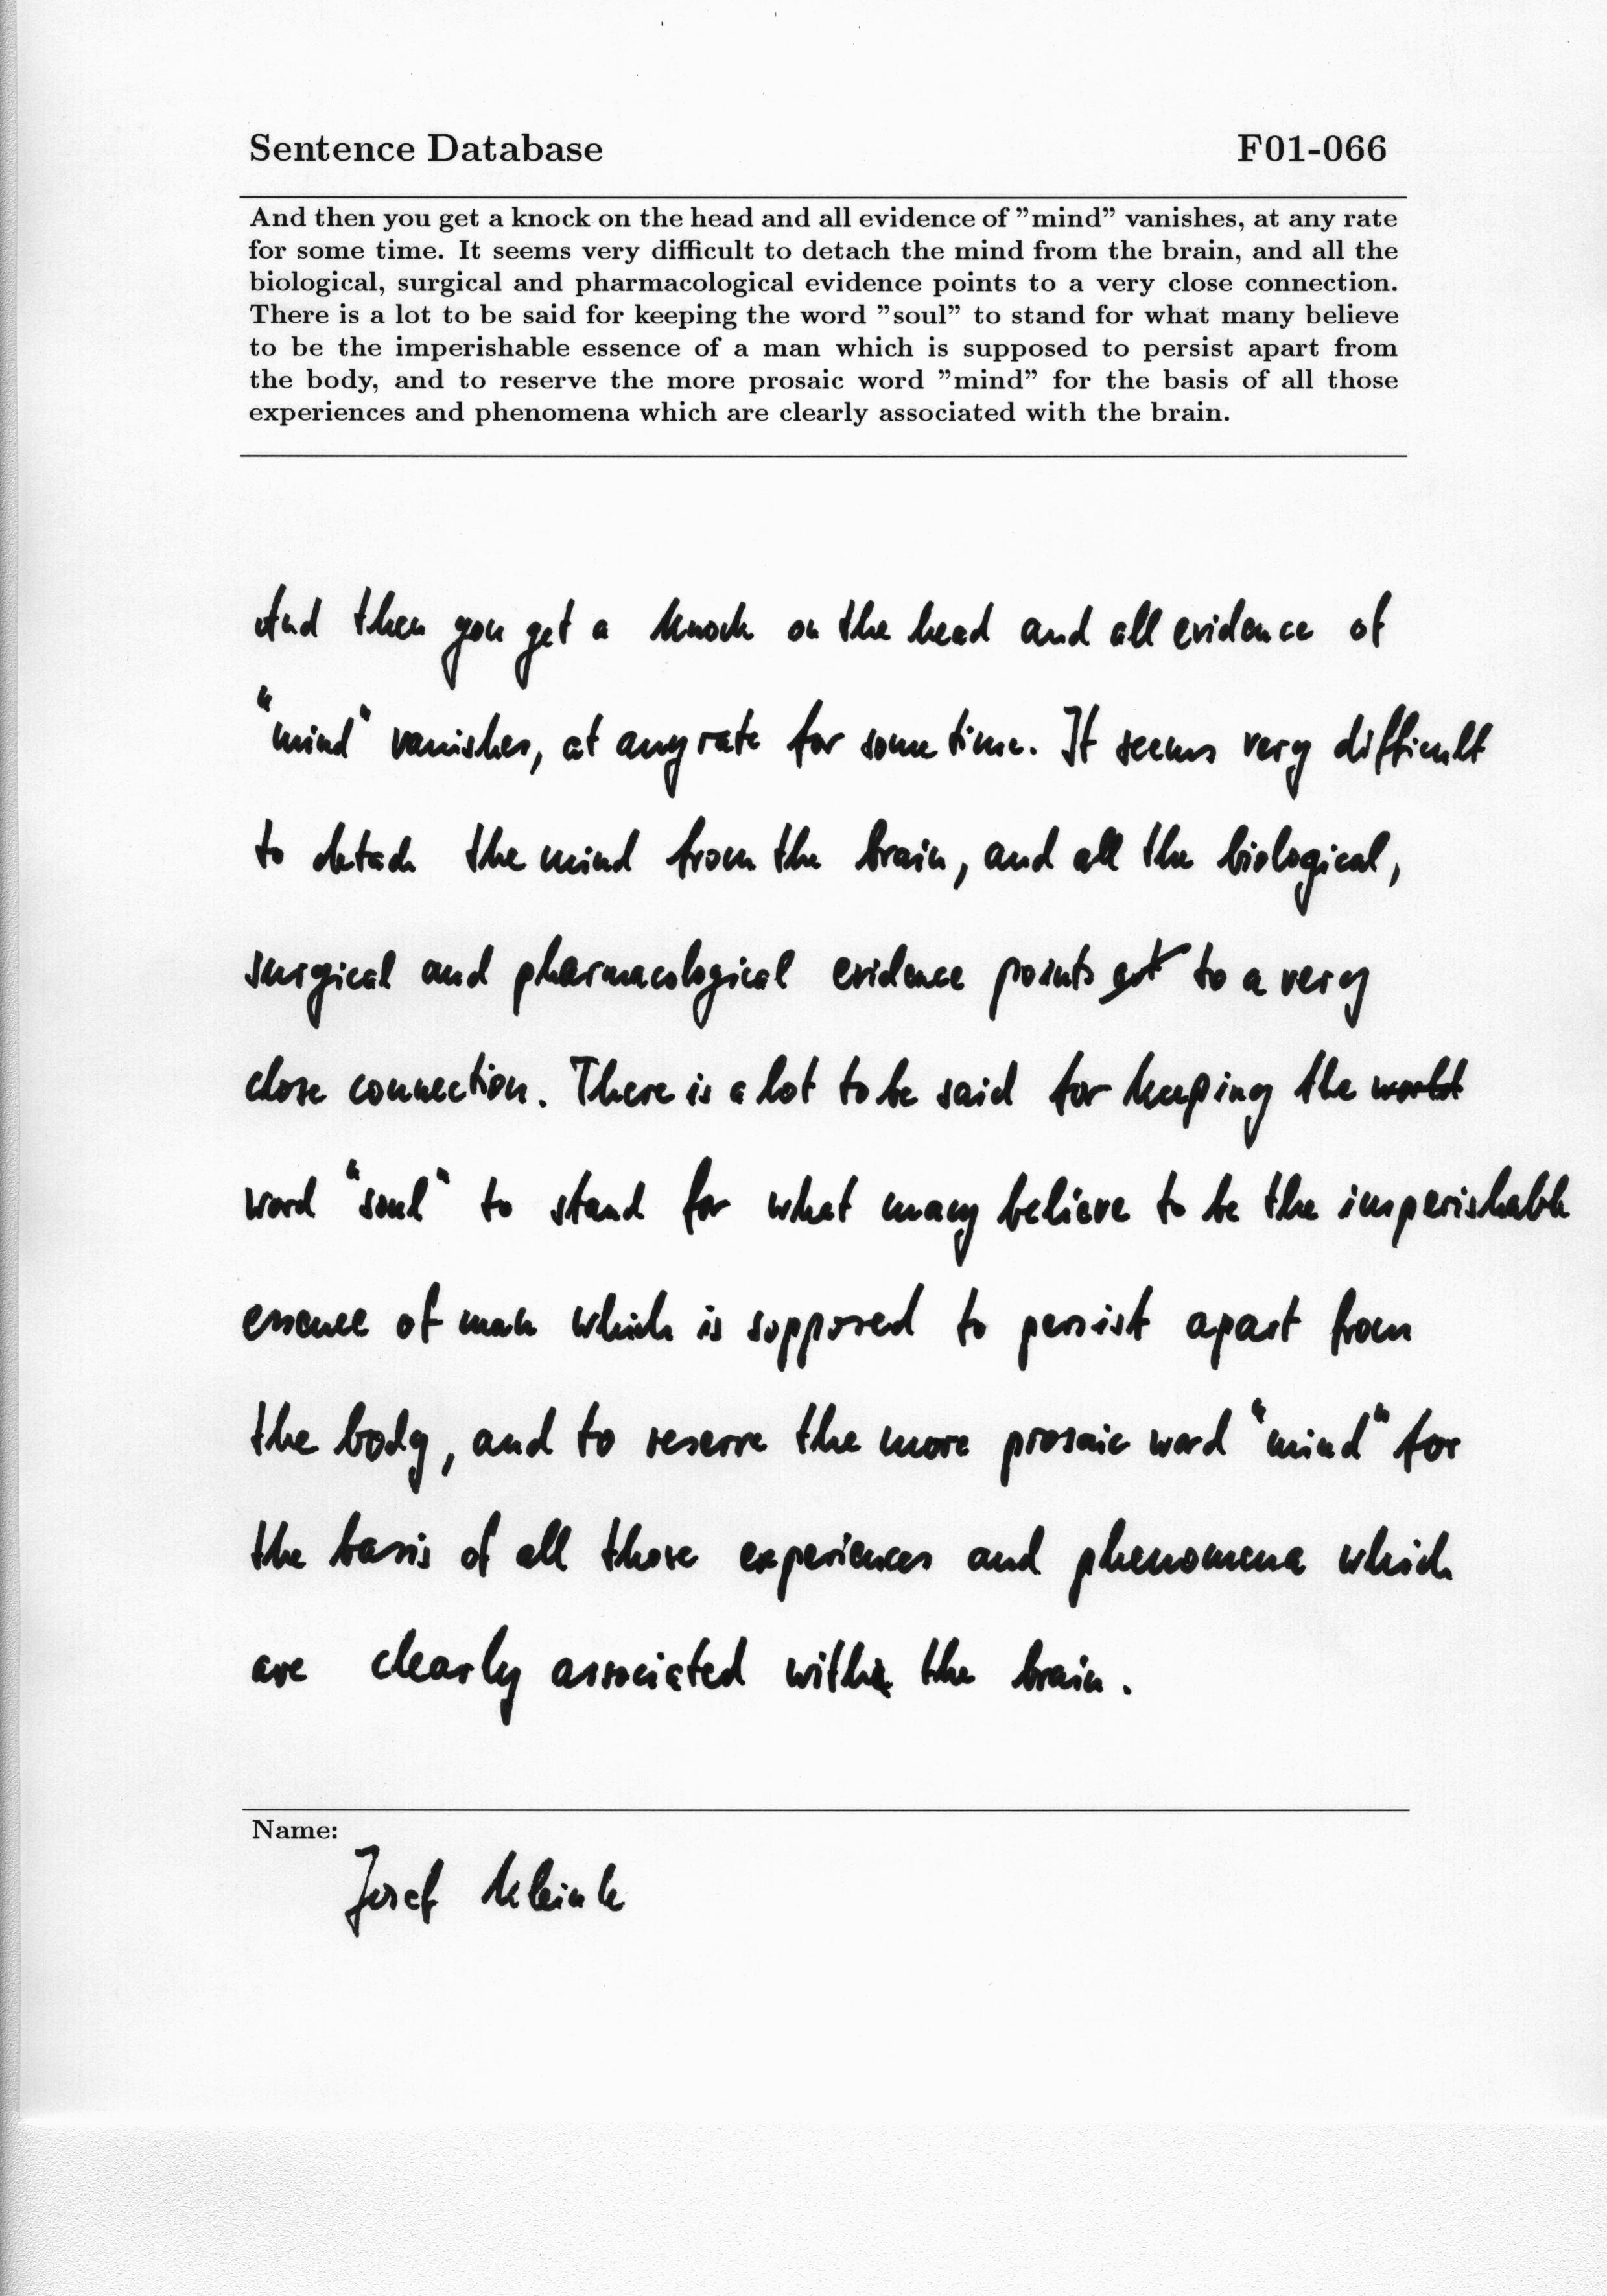 Sentence Database F01-066
And then you get a knock on the head and all evidence of ”mind” vanishes, at any rate
for some time. It seems very difficult to detach the mind from the brain, and all the
biological, surgical and pharmacological evidence points to a very close connection.
There is a lot to be said for keeping the word ”soul” to stand for what many believe
to be the imperishable essence of a man which is supposed to persist apart from
the body, and to reserve the more prosaic word ”mind” for the basis of all those
experiences and phenomena which are clearly associated with the brain.
And then you get a knock on the head and all evidence of
"mind" vanishes, at any rate for some time. It seems very difficult
to detach the mind from the brain, and all the biological,
surgical and pharmacological evidence points to a very
close connection. There is a lot to be said for keeping the
word "soul" to stand for what many believe to be the imperishable
essence of man which is supposed to persist apart from
the body, and to reserve the more prosaic word "mind" for
the basis of all those experiences and phenomena which
are clearly associated with the brain.
Name:
Josef